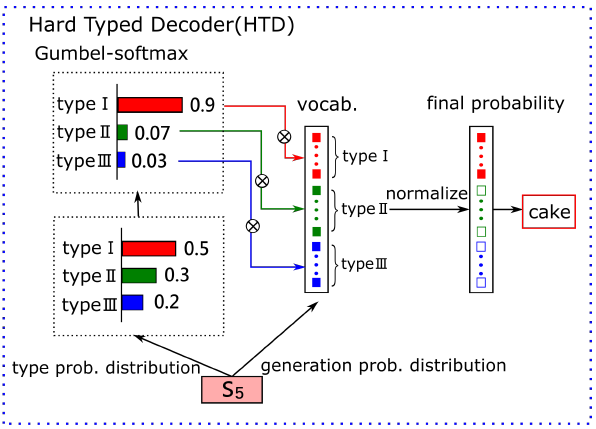 Hard Typed Decoder(HTD)
Gumbel-softmax
type Ⅰ 0.9
type Ⅱ 0.07
type Ⅲ 0.03
vocab.
final probability
type Ⅰ
type Ⅱ
type Ⅲ
normalize
cake
type Ⅰ 0.5
type Ⅱ 0.3
type Ⅲ 0.2
type prob. distribution
generation prob. distribution
S5